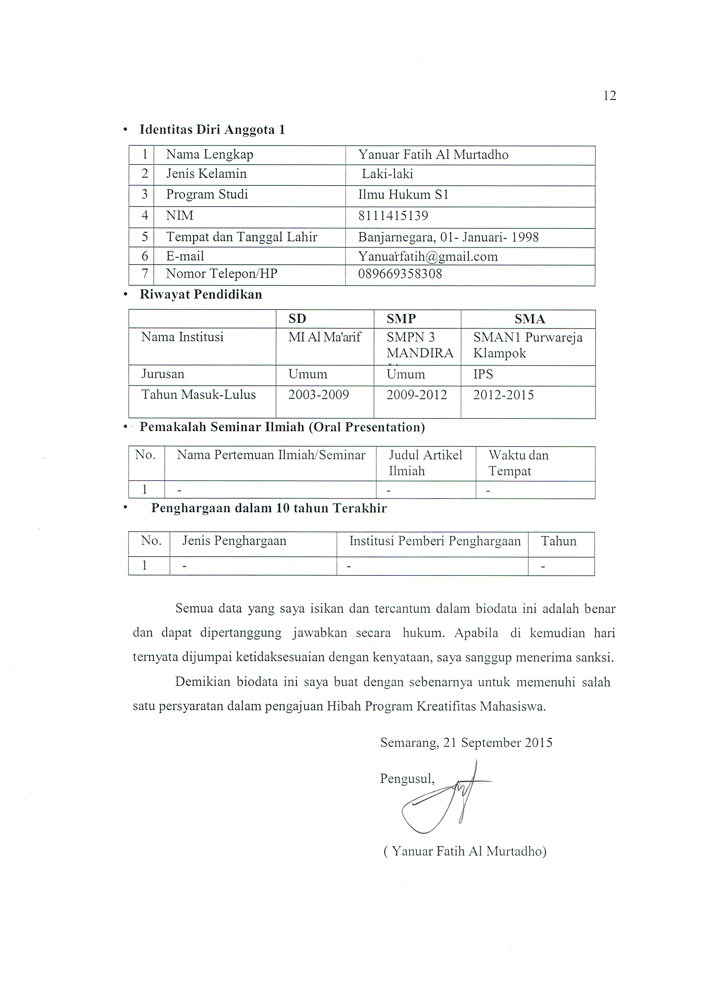 12
• Identitas Diri Anggota 1
1 Nama Lengkap Yanuar Fatih Al Murtadho
2 Jenis Kelamin Laki-laki
3 Program Studi Ilmu Hukum S1
4 NIM 8111415139
5 Tempat dan Tanggal Lahir Banjarnegara, 01- Januari- 1998
6 E-mail Yanuarfatih@gmail.com
7 Nomor Telepon/HP 089669358308
• Riwayat Pendidikan
SD SMP SMA
Nama Institusi MI Al Ma'arif SMPN 3 SMAN1 Purwareja
MANDIRA Klampok
Jurusan Umum Umum IPS
Tahun Masuk-Lulus 2003-2009 2009-2012 2012-2015
• Pemakalah Seminar Ilmiah (Oral Presentation)
No. Nama Pertemuan Ilmiah/Seminar Judul Artikel Waktu dan
Ilmiah Tempat
1 - - -
• Penghargaan dalam 10 tahun Terakhir
No. Jenis Penghargaan Institusi Pemberi Penghargaan Tahun
1 - - -
Semua data yang saya isikan dan tercantum dalam biodata ini adalah benar
dan dapat dipertanggung jawabkan secara hukum. Apabila di kemudian hari
ternyata dijumpai ketidaksesuaian dengan kenyataan, saya sanggup menerima sanksi.
Demikian biodata ini saya buat dengan sebenarnya untuk memenuhi salah
satu persyaratan dalam pengajuan Hibah Program Kreatifitas Mahasiswa.
Semarang, 21 September 2015
Pengusul,
( Yanuar Fatih Al Murtadho)